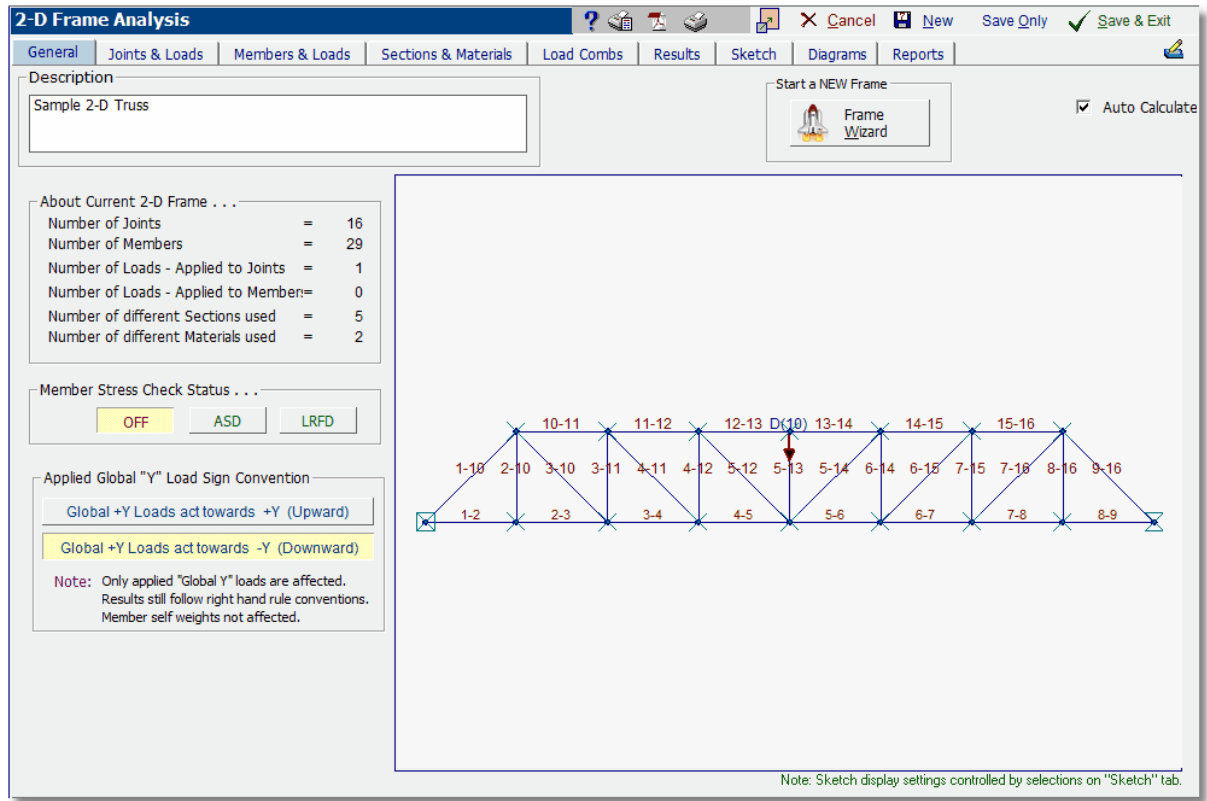 2-D Frame Analysis ? Cancel New Save Only Save & Exit
General Joints & Loads Members & Loads Sections & Materials Load Combs Results Sketch Diagrams Reports
Description
Sample 2-D Truss
Start a NEW Frame
Frame
Wizard
Auto Calculate
About Current 2-D Frame . . .
Number of Joints = 16
Number of Members = 29
Number of Loads - Applied to Joints = 1
Number of Loads - Applied to Member:= 0
Number of different Sections used = 5
Number of different Materials used = 2
Member Stress Check Status . . .
OFF ASD LRFD
Applied Global "Y" Load Sign Convention
Global +Y Loads act towards +Y (Upward)
Global +Y Loads act towards -Y (Downward)
Note: Only applied "Global Y" loads are affected.
Results still follow right hand rule conventions.
Member self weights not affected.
10-11 11-12 12-13 D(10) 13-14 14-15 15-16
1-10 2-10 3-10 3-11 4-11 4-12 5-12 5-13 5-14 6-14 6-15 7-15 7-16 8-16 9-16
1-2 2-3 3-4 4-5 5-6 6-7 7-8 8-9
Note: Sketch display settings controlled by selections on "Sketch" tab.